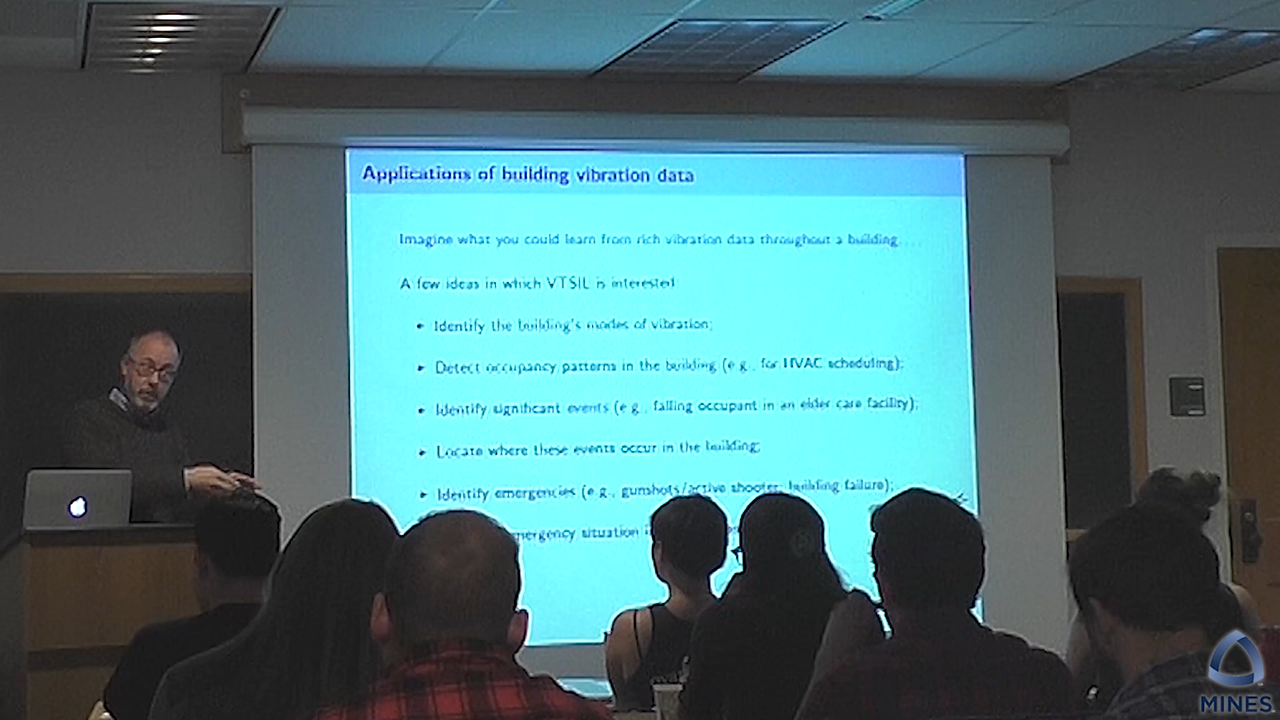 Applications of building vibration data
Imagine what you could learn from rich vibration data throughout a building....
A few ideas in which VTSIL is interested
Identify the building's modes of vibration;
Detect occupancy patterns in the building (e.g., for HVAC scheduling);
Identify significant events (e.g., falling occupant in an elder care facility);
Locate where these events occur in the building;
Identify emergencies (e.g., gunshots/active shooter; building failure);
mergency situation
MINES